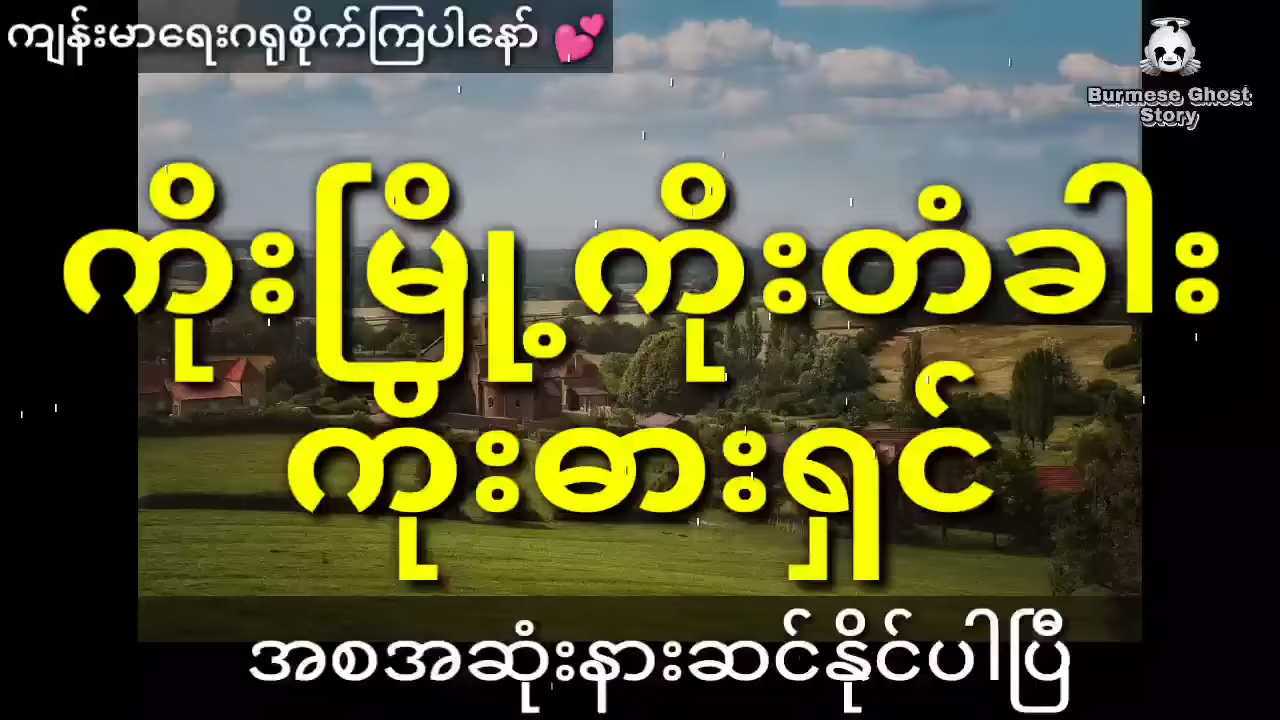 ကျန်းမာရေးဂရုစိုက်ကြပါနော် 💕
Burmese Ghost
Story
ကိုးမြို့ကိုးတံခါး
ကိုးဓားရှင်
အစအဆုံးနားဆင်နိုင်ပါပြီ